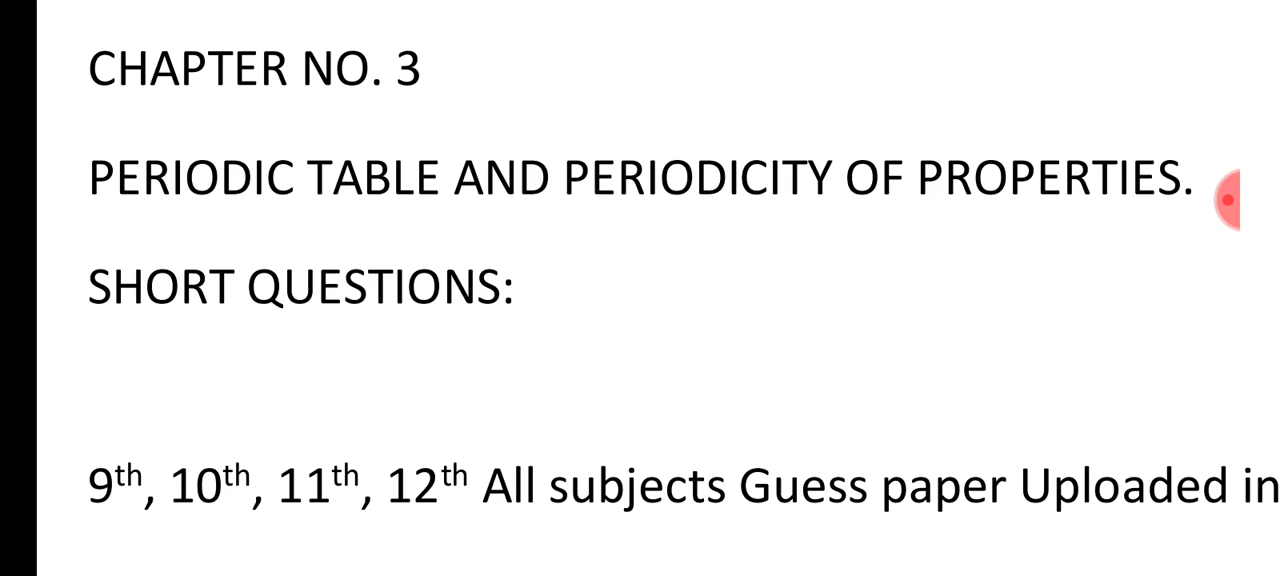 CHAPTER NO. 3
PERIODIC TABLE AND PERIODICITY OF PROPERTIES.
SHORT QUESTIONS:
9th, 10th, 11th, 12th All subjects Guess paper Uploaded in